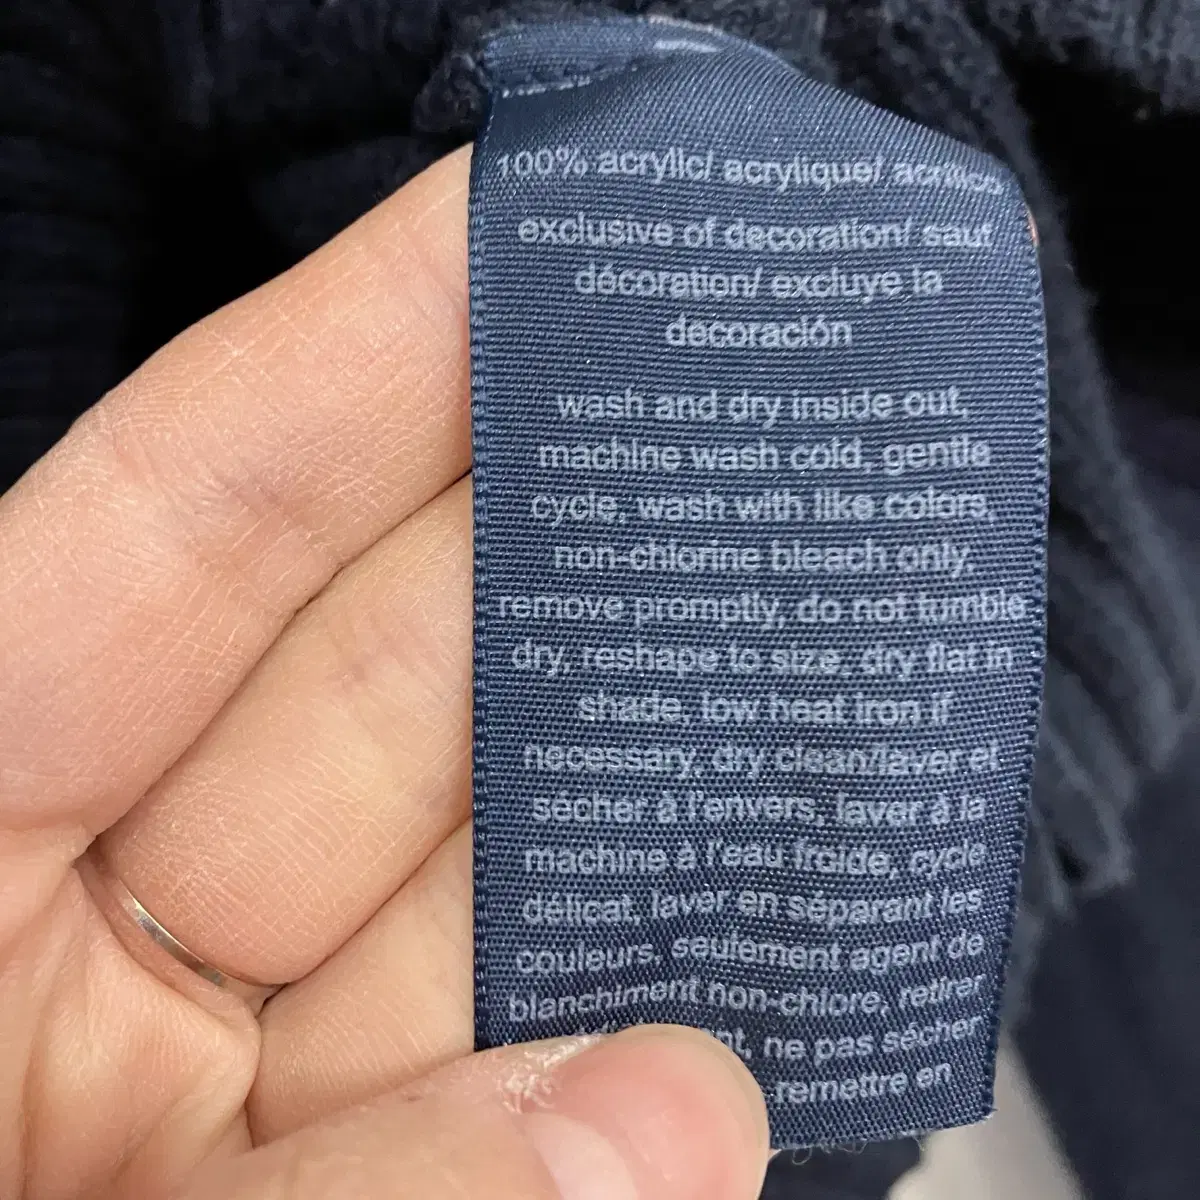 100% acrylic/ acrylique/ acrílico
exclusive of decoration/ sauf
décoration/ excluye la
decoración
wash and dry inside out,
machine wash cold, gentle
cycle, wash with like colors,
non-chlorine bleach only,
remove promptly, do not tumble
dry, reshape to size, dry flat in
shade, low heat iron if
necessary, dry clean/laver et
sécher à l'envers, laver à la
machine à l'eau froide, cycle
délicat, laver en séparant les
couleurs, seulement agent de
blanchiment non-chlore, retirer
ne pas sécher
remettre en